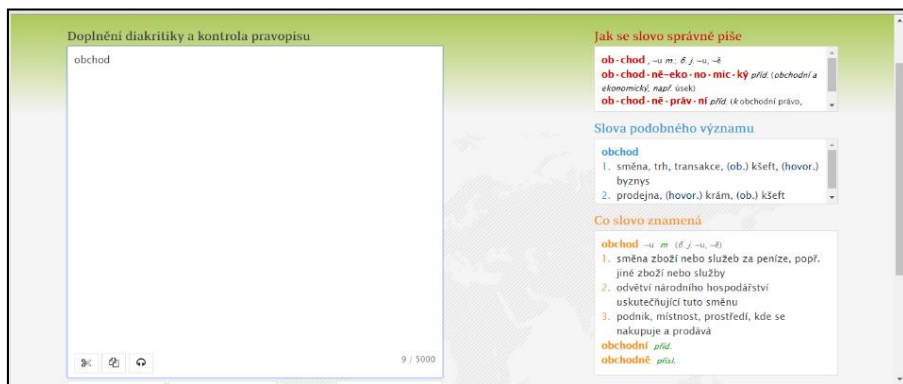 Doplnění diakritiky a kontrola pravopisu
obchod
9 / 5000
Jak se slovo správně píše
ob·chod , –u m.; 6. j. –u, –ě
ob·chod·ně–eko·no·mic·ký příd. (obchodní a
ekonomický, např. úsek)
ob·chod·ně·práv·ní příd. (k obchodní právo,
Slova podobného významu
obchod
1. směna, trh, transakce, (ob.) kšeft, (hovor.)
byznys
2. prodejna, (hovor.) krám, (ob.) kšeft
Co slovo znamená
obchod –u m (6. j. –u, –ě)
1. směna zboží nebo služeb za peníze, popř.
jiné zboží nebo služby
2. odvětví národního hospodářství
uskutečňující tuto směnu
3. podnik, místnost, prostředí, kde se
nakupuje a prodává
obchodní příd.
obchodně přísl.